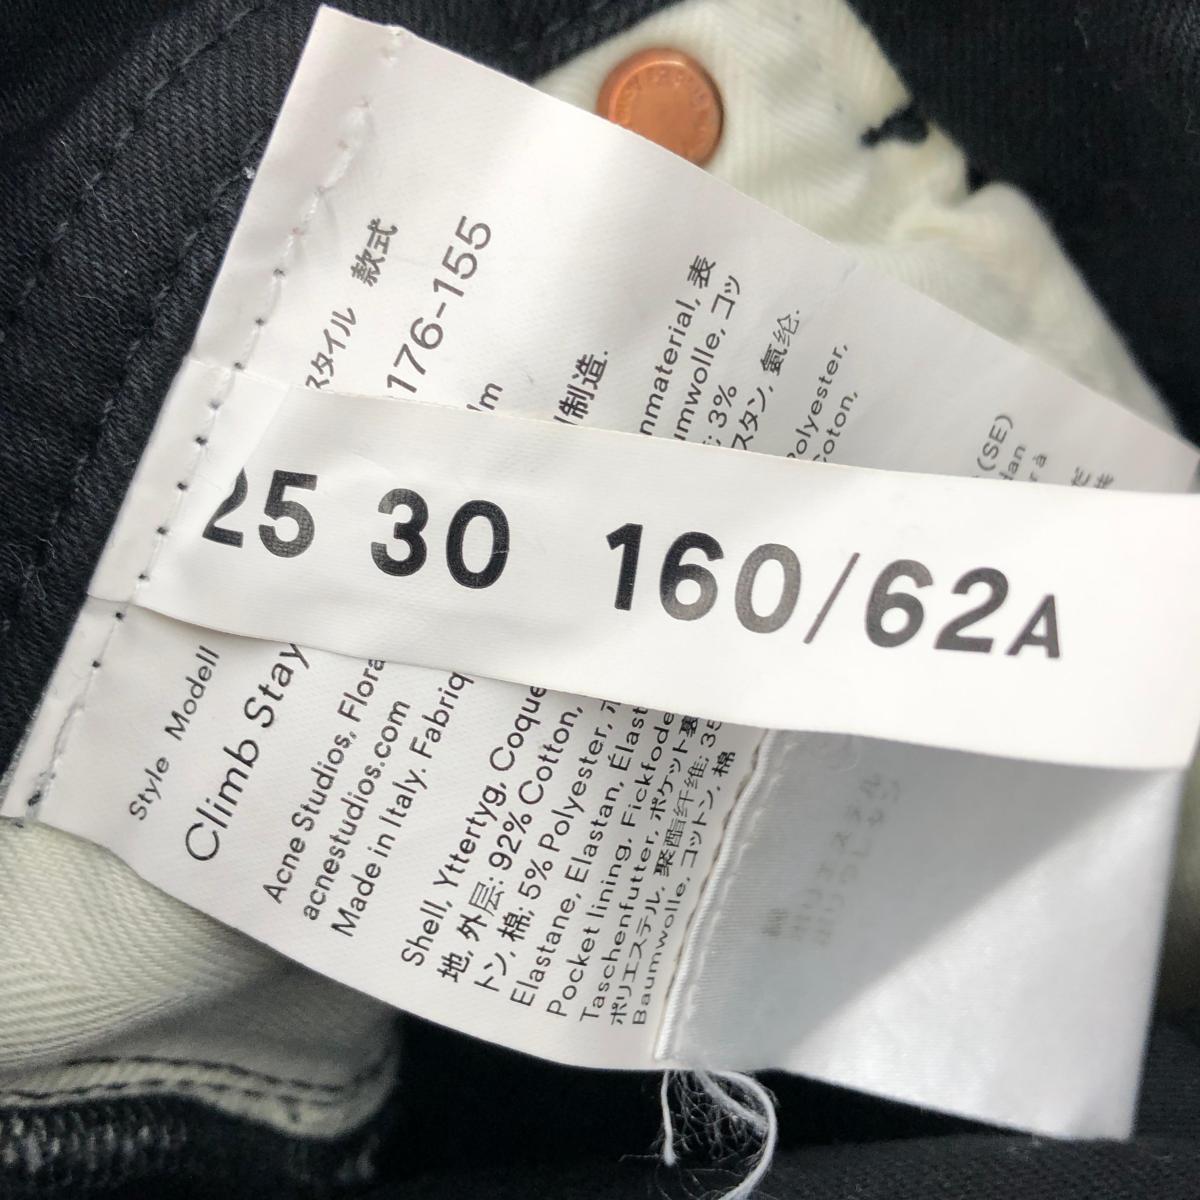 25 30 160/62A
Style Modell スタイル 款式
Climb Stay 176-155
Acne Studios, Flora
acnestudios.com
Made in Italy. Fabriq 制造.
Shell, Yttertyg, Coque nmaterial, 表
地, 外层: 92% Cotton, umwolle, コッ
トン, 棉; 5% Polyester, 3%
Elastane, Elastan, Élast スタン, 氨纶.
Pocket lining, Fickfode Polyester,
Taschenfutter, ポケット裏 Coton,
ポリエステル, 聚酯纤维; 35
Baumwolle, コットン, 棉
(SE)
dan